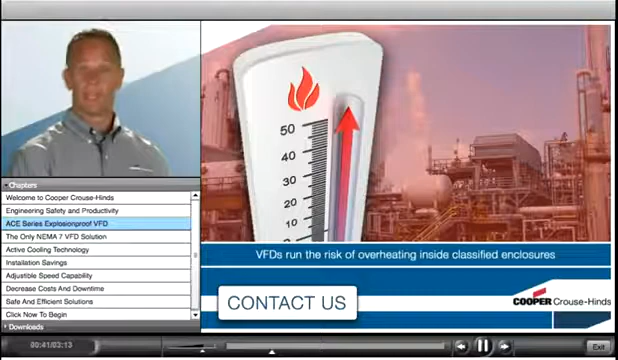 Chapters
Welcome to Cooper Crouse-Hinds
Engineering Safety and Productivity
ACE Series Explosionproof VFD
The Only NEMA 7 VFD Solution
Active Cooling Technology
Installation Savings
Adjustable Speed Capability
Decrease Costs And Downtime
Safe And Efficient Solutions
Click Now To Begin
Downloads
50
40
30
20
10
0
VFDs run the risk of overheating inside classified enclosures
CONTACT US
COOPER Crouse-Hinds
00:41/03:13
Exit